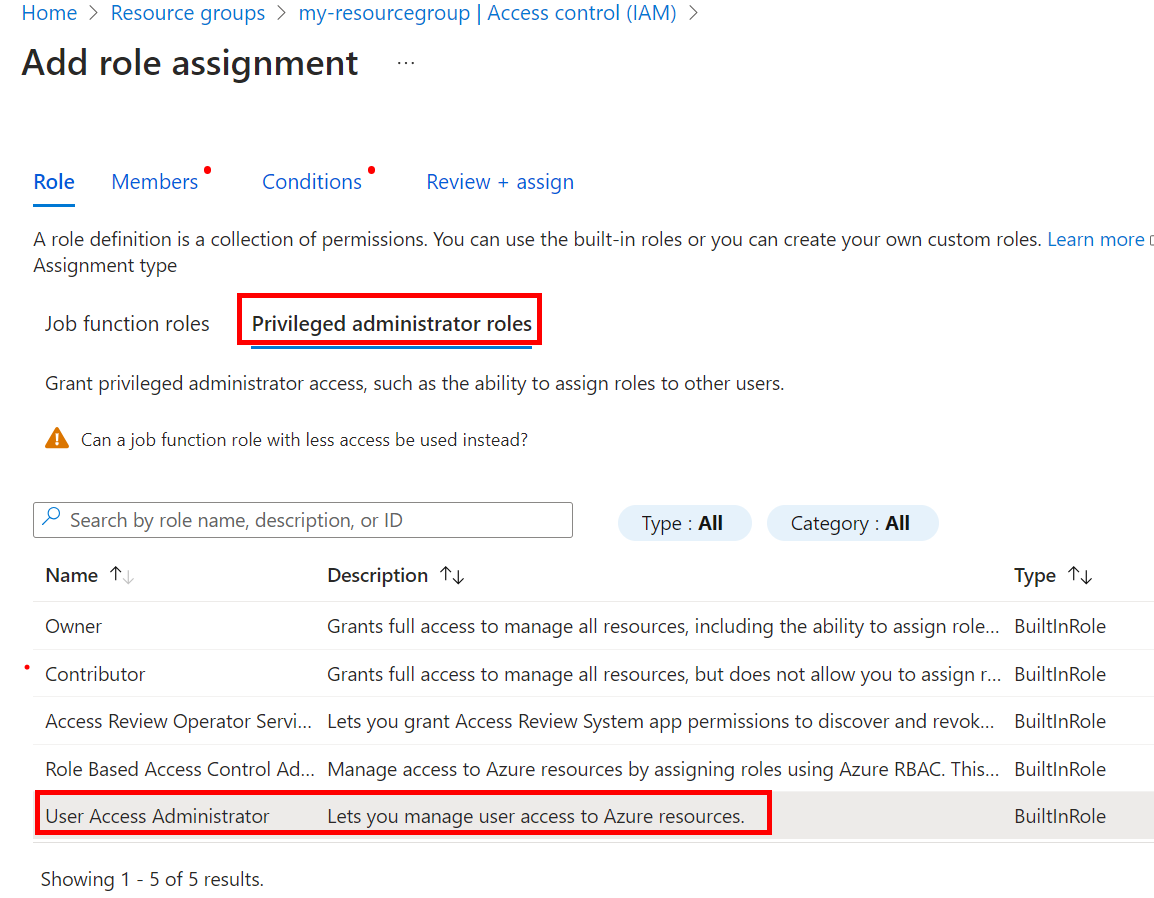 Home > Resource groups > my-resourcegroup | Access control (IAM) >
Add role assignment ...
Role Members Conditions Review + assign
A role definition is a collection of permissions. You can use the built-in roles or you can create your own custom roles. Learn more
Assignment type
Job function roles Privileged administrator roles
Grant privileged administrator access, such as the ability to assign roles to other users.
Can a job function role with less access be used instead?
Search by role name, description, or ID Type : All Category : All
Name ↑↓ Description ↑↓ Type ↑↓
Owner Grants full access to manage all resources, including the ability to assign role... BuiltInRole
Contributor Grants full access to manage all resources, but does not allow you to assign r... BuiltInRole
Access Review Operator Servi... Lets you grant Access Review System app permissions to discover and revok... BuiltInRole
Role Based Access Control Ad... Manage access to Azure resources by assigning roles using Azure RBAC. This... BuiltInRole
User Access Administrator Lets you manage user access to Azure resources. BuiltInRole
Showing 1 - 5 of 5 results.